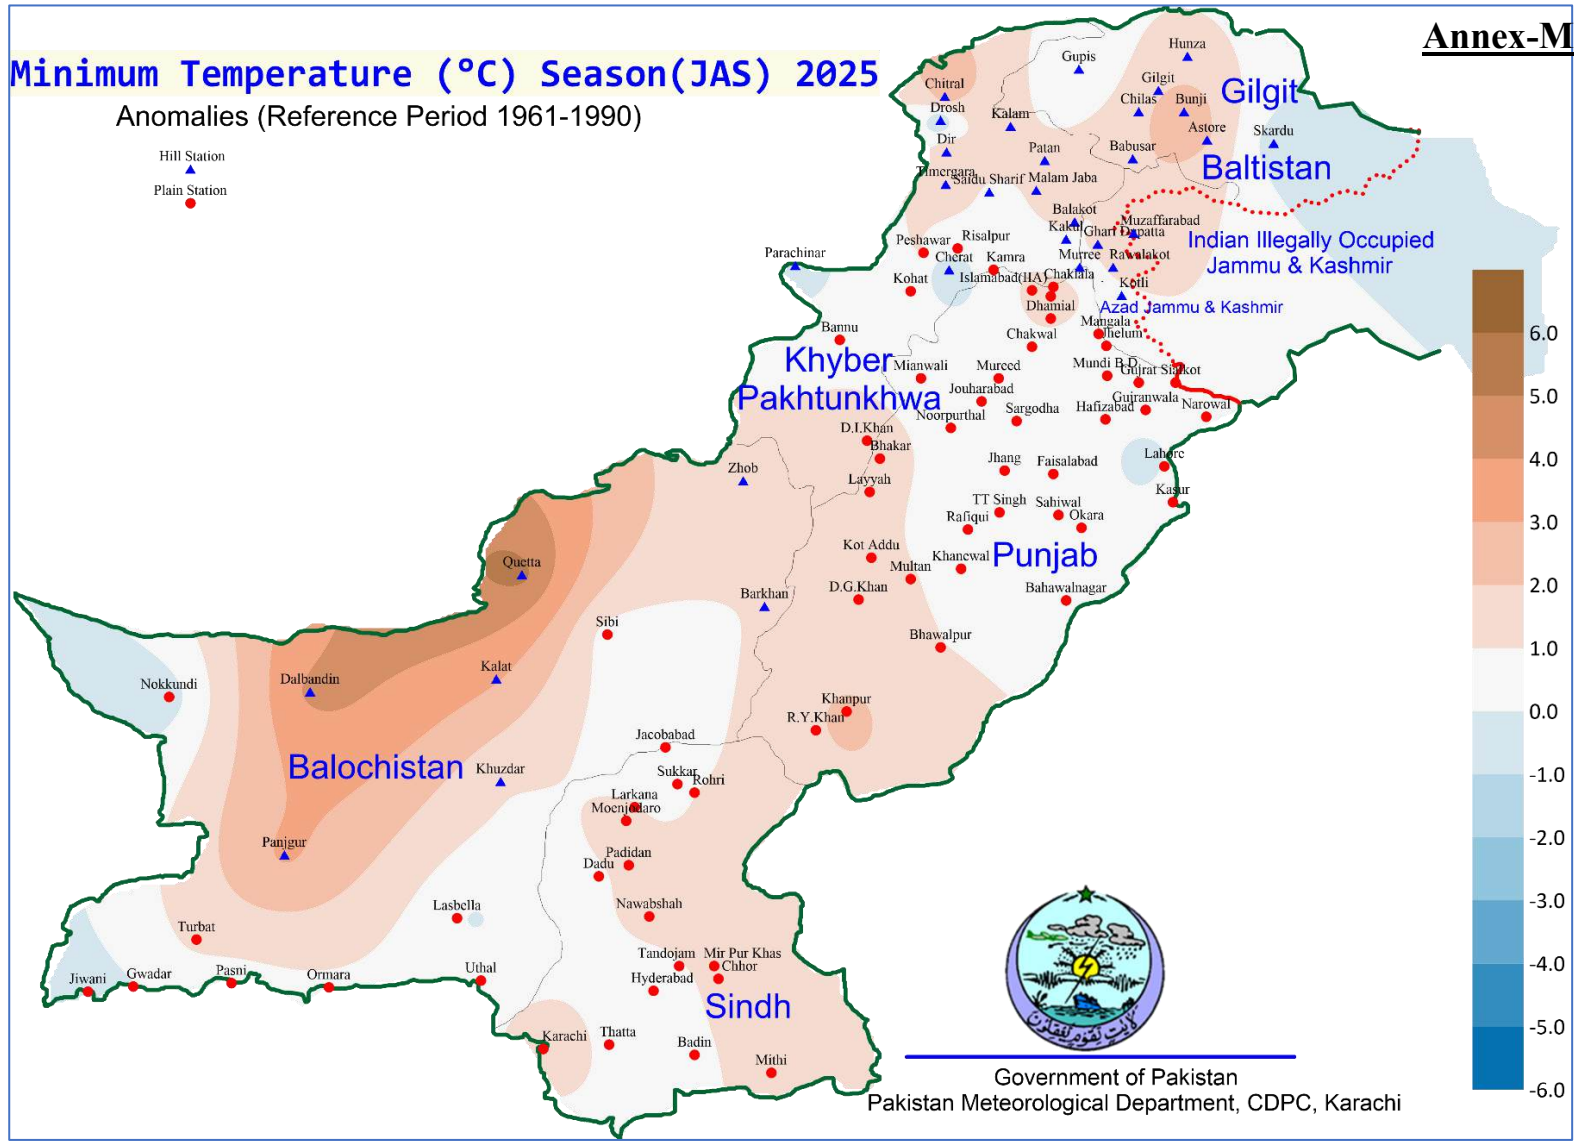 Annex-M
Minimum Temperature (°C) Season(JAS) 2025
Anomalies (Reference Period 1961-1990)
Hill Station
Plain Station
Gupis
Hunza
Chitral
Gilgit
Gilgit
Drosh
Chilas
Bunji
Kalam
Astore
Skardu
Dir
Patan
Babusar
Baltistan
Timergara
Saidu Sharif
Malam Jaba
Balakot
Muzaffarabad
Kakul
Ghari Dupatta
Peshawar
Risalpur
Indian Illegally Occupied
Jammu & Kashmir
Parachinar
Cherat
Kamra
Murree
Rawalakot
Kohat
Islamabad(IIA)
Chaklala
Kotli
Dhamial
Azad Jammu & Kashmir
Bannu
Mangala
Chakwal
Jhelum
6.0
Khyber
Pakhtunkhwa
Mianwali
Mureed
Mundi B.D
Gujrat
Sialkot
Jouharabad
5.0
Noorpurthal
Sargodha
Hafizabad
Gujranwala
Narowal
D.I.Khan
Bhakar
Zhob
Jhang
Faisalabad
Lahore
4.0
Layyah
Kasur
TT Singh
Sahiwal
Rafiqui
Okara
3.0
Kot Addu
Khanewal
Punjab
Quetta
Multan
D.G.Khan
Bahawalnagar
2.0
Barkhan
Sibi
Bhawalpur
1.0
Nokkundi
Dalbandin
Kalat
Khanpur
R.Y.Khan
0.0
Jacobabad
Balochistan
Khuzdar
Sukkar
Rohri
-1.0
Larkana
Moenjodaro
Panjgur
-2.0
Padidan
Dadu
Lasbella
Nawabshah
-3.0
Turbat
Tandojam
Mir Pur Khas
Chhor
-4.0
Jiwani
Gwadar
Pasni
Ormara
Uthal
Hyderabad
Sindh
-5.0
Karachi
Thatta
Badin
Mithi
Government of Pakistan
-6.0
Pakistan Meteorological Department, CDPC, Karachi